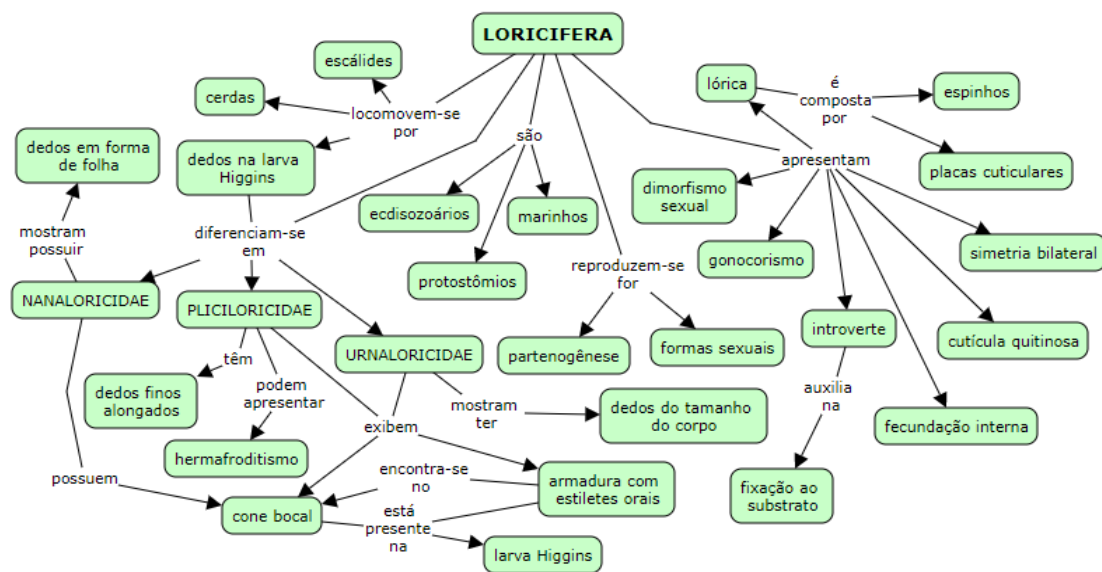 LORICIFERA
escálides
cerdas
locomovem-se
por
dedos em forma
de folha
dedos na larva
Higgins
lórica
é
composta
por
espinhos
placas cuticulares
são
apresentam
dimorfismo
sexual
ecdisozoários
marinhos
mostram
possuir
diferenciam-se
em
protostômios
reproduzem-se
for
gonocorismo
simetria bilateral
NANALORICIDAE
PLICILORICIDAE
URNALORICIDAE
partenogênese
formas sexuais
introverte
cutícula quitinosa
têm
dedos finos
alongados
podem
apresentar
mostram
ter
dedos do tamanho
do corpo
auxilia
na
fecundação interna
exibem
hermafroditismo
possuem
encontra-se
no
armadura com
estiletes orais
fixação ao
substrato
cone bocal
está
presente
na
larva Higgins